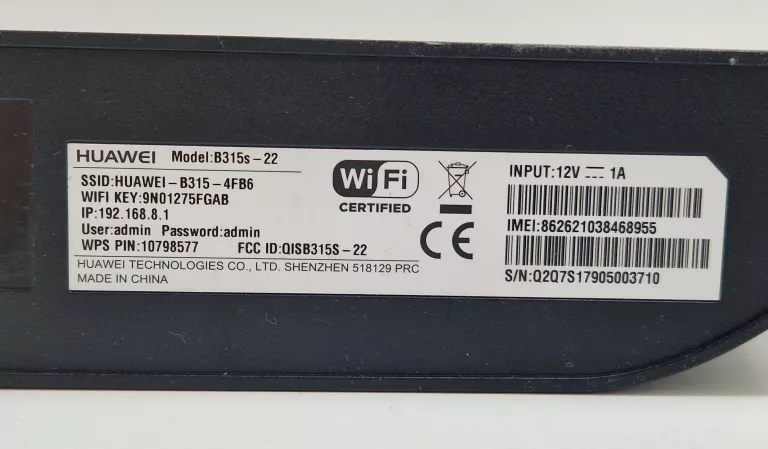 HUAWEI Model:B315s-22
SSID:HUAWEI-B315-4FB6
WIFI KEY:9N01275FGAB
IP:192.168.8.1
User:admin Password:admin
WPS PIN:10798577 FCC ID:QISB315S-22
HUAWEI TECHNOLOGIES CO., LTD. SHENZHEN 518129 PRC
MADE IN CHINA
Wi Fi
CERTIFIED
CE
INPUT:12V ⎓ 1A
IMEI:862621038468955
S/N:Q2Q7S17905003710